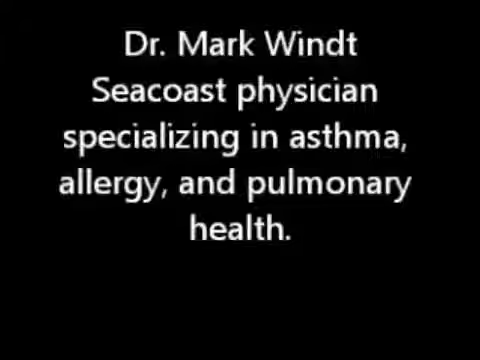 Dr. Mark Windt
Seacoast physician
specializing in asthma,
allergy, and pulmonary
health.